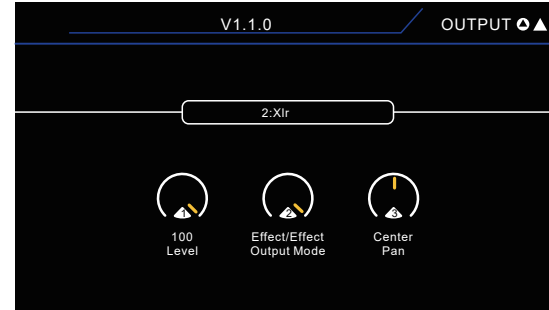 V1.1.0
OUTPUT
2:Xlr
1
2
3
100
Level
Effect/Effect
Output Mode
Center
Pan